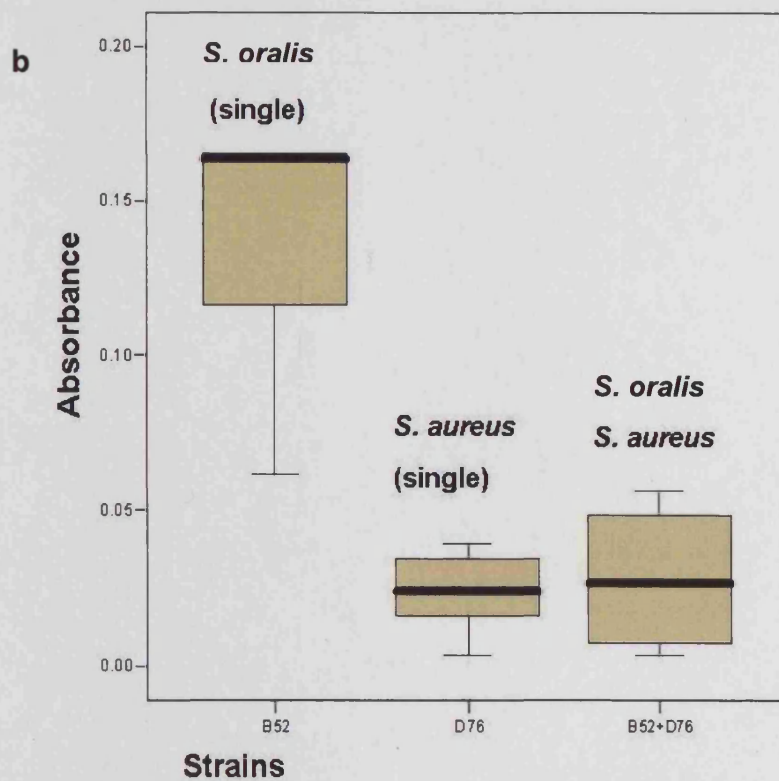 b
S. oralis
(single)
0.20
0.15
0.10
0.05
0.00
Absorbance
S. aureus
(single)
S. oralis
S. aureus
B52
D76
B52+D76
Strains